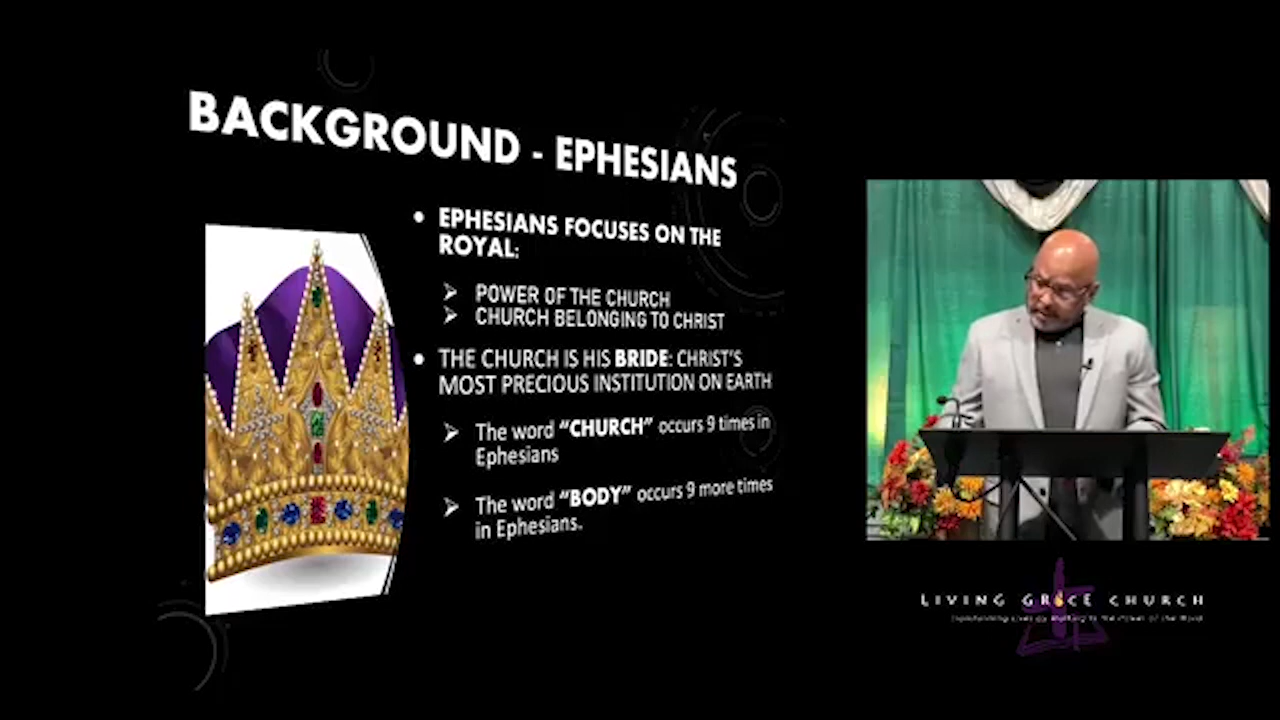 BACKGROUND - EPHESIANS
• EPHESIANS FOCUSES ON THE
ROYAL:
➢ POWER OF THE CHURCH
➢ CHURCH BELONGING TO CHRIST
• THE CHURCH IS HIS BRIDE: CHRIST'S
MOST PRECIOUS INSTITUTION ON EARTH
➢ The word “CHURCH” occurs 9 times in
Ephesians
➢ The word “BODY” occurs 9 more times
in Ephesians.
LIVING GRACE CHURCH